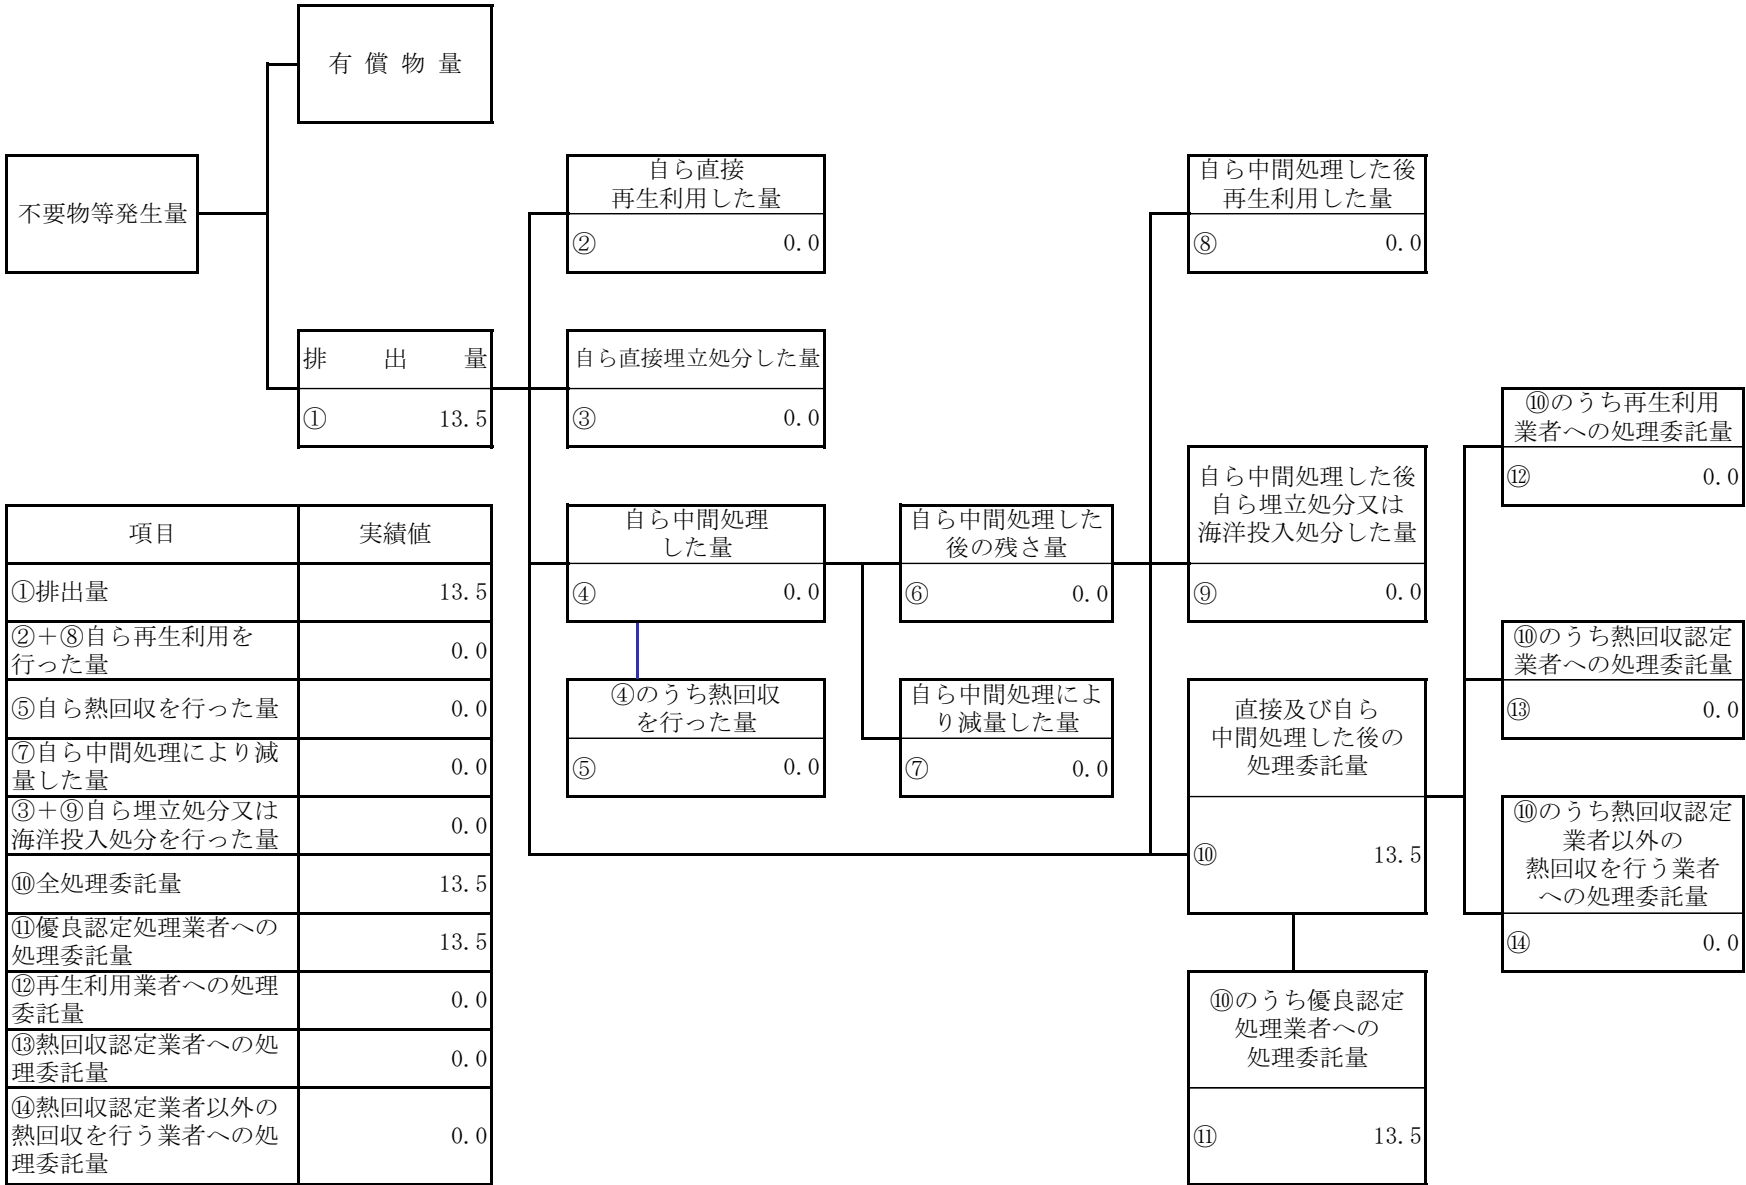 有 償 物 量
不要物等発生量
自ら直接
再生利用した量
② 0.0
自ら中間処理した後
再生利用した量
⑧ 0.0
排 出 量
① 13.5
自ら直接埋立処分した量
③ 0.0
⑩のうち再生利用
業者への処理委託量
⑫ 0.0
自ら中間処理
した量
④ 0.0
自ら中間処理した
後の残さ量
⑥ 0.0
自ら中間処理した後
自ら埋立処分又は
海洋投入処分した量
⑨ 0.0
⑩のうち熱回収認定
業者への処理委託量
⑬ 0.0
④のうち熱回収
を行った量
⑤ 0.0
自ら中間処理によ
り減量した量
⑦ 0.0
直接及び自ら
中間処理した後の
処理委託量
⑩ 13.5
⑩のうち熱回収認定
業者以外の
熱回収を行う業者
への処理委託量
⑭ 0.0
⑩のうち優良認定
処理業者への
処理委託量
⑪ 13.5
項目 実績値
①排出量 13.5
②＋⑧自ら再生利用を
行った量 0.0
⑤自ら熱回収を行った量 0.0
⑦自ら中間処理により減
量した量 0.0
③＋⑨自ら埋立処分又は
海洋投入処分を行った量 0.0
⑩全処理委託量 13.5
⑪優良認定処理業者への
処理委託量 13.5
⑫再生利用業者への処理
委託量 0.0
⑬熱回収認定業者への処
理委託量 0.0
⑭熱回収認定業者以外の
熱回収を行う業者への処
理委託量 0.0